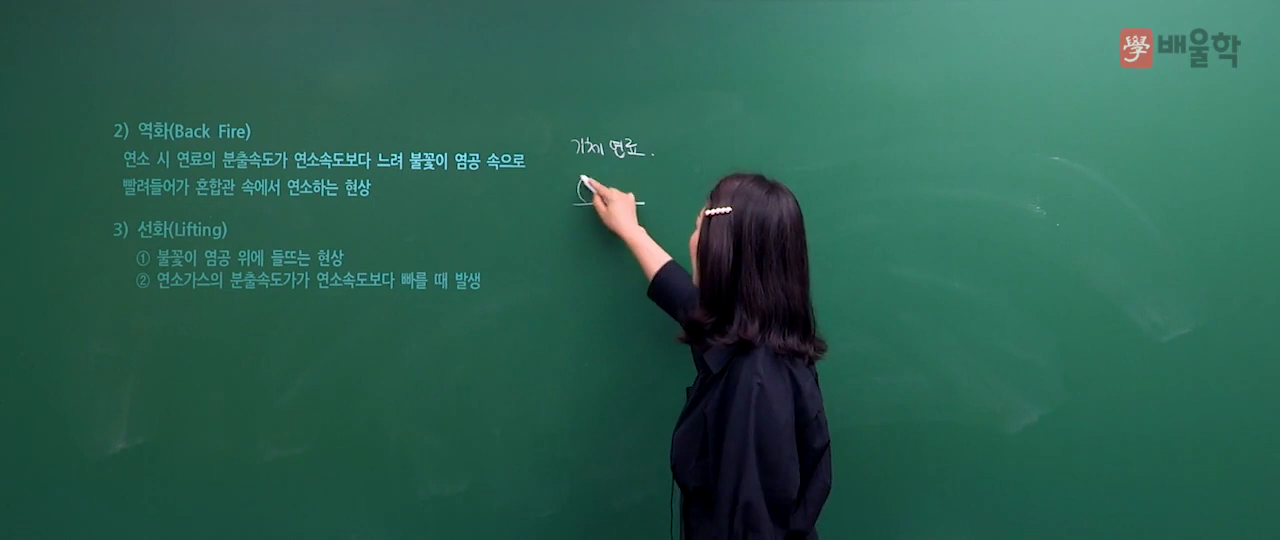 學 배울학
2) 역화(Back Fire)
연소 시 연료의 분출속도가 연소속도보다 느려 불꽃이 염공 속으로
빨려들어가 혼합관 속에서 연소하는 현상
3) 선화(Lifting)
① 불꽃이 염공 위에 들뜨는 현상
② 연소가스의 분출속도가가 연소속도보다 빠를 때 발생
기체 연료.